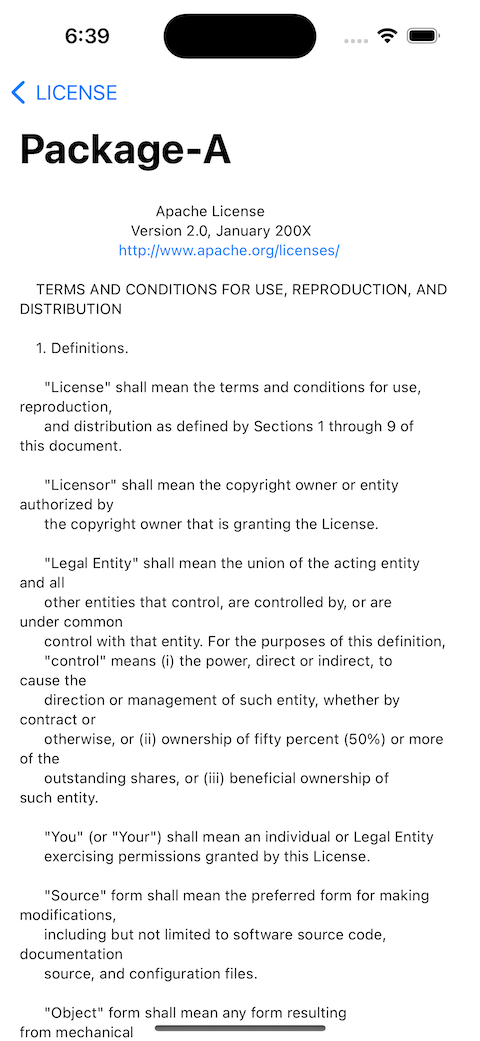 6:39
LICENSE
Package-A
Apache License
Version 2.0, January 200X
http://www.apache.org/licenses/
TERMS AND CONDITIONS FOR USE, REPRODUCTION, AND
DISTRIBUTION
1. Definitions.
"License" shall mean the terms and conditions for use,
reproduction,
and distribution as defined by Sections 1 through 9 of
this document.
"Licensor" shall mean the copyright owner or entity
authorized by
the copyright owner that is granting the License.
"Legal Entity" shall mean the union of the acting entity
and all
other entities that control, are controlled by, or are
under common
control with that entity. For the purposes of this definition,
"control" means (i) the power, direct or indirect, to
cause the
direction or management of such entity, whether by
contract or
otherwise, or (ii) ownership of fifty percent (50%) or more
of the
outstanding shares, or (iii) beneficial ownership of
such entity.
"You" (or "Your") shall mean an individual or Legal Entity
exercising permissions granted by this License.
"Source" form shall mean the preferred form for making
modifications,
including but not limited to software source code,
documentation
source, and configuration files.
"Object" form shall mean any form resulting
from mechanical